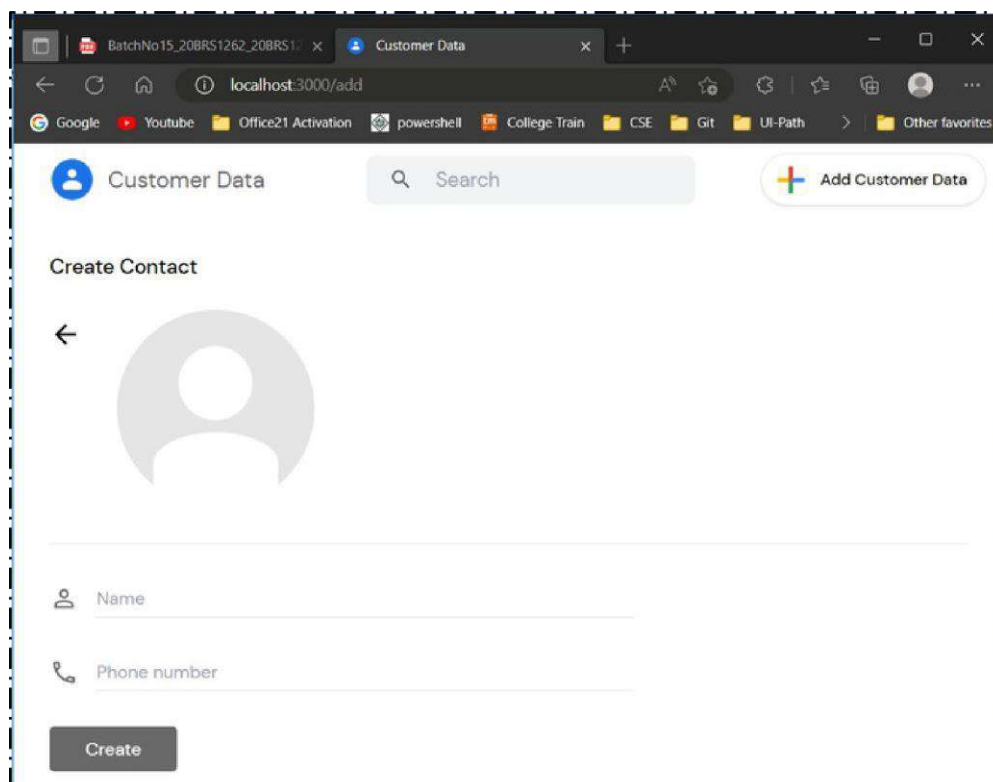 BatchNo15_20BRS1262_20BRS12
Customer Data
localhost:3000/add
Google Youtube Office21 Activation powershell College Train CSE Git UI-Path Other favorites
Customer Data Search Add Customer Data
Create Contact
Name
Phone number
Create